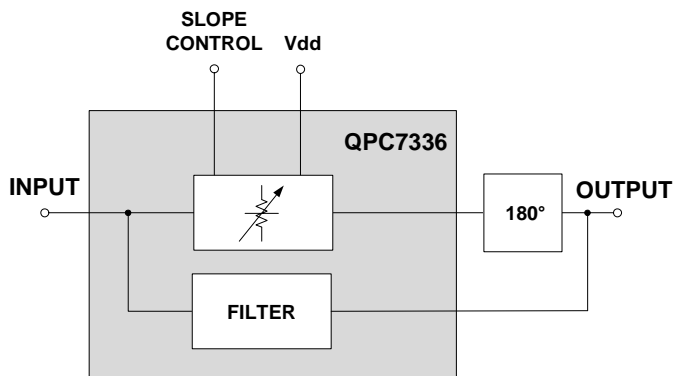 SLOPE
CONTROL Vdd
QPC7336
INPUT
180°
OUTPUT
FILTER